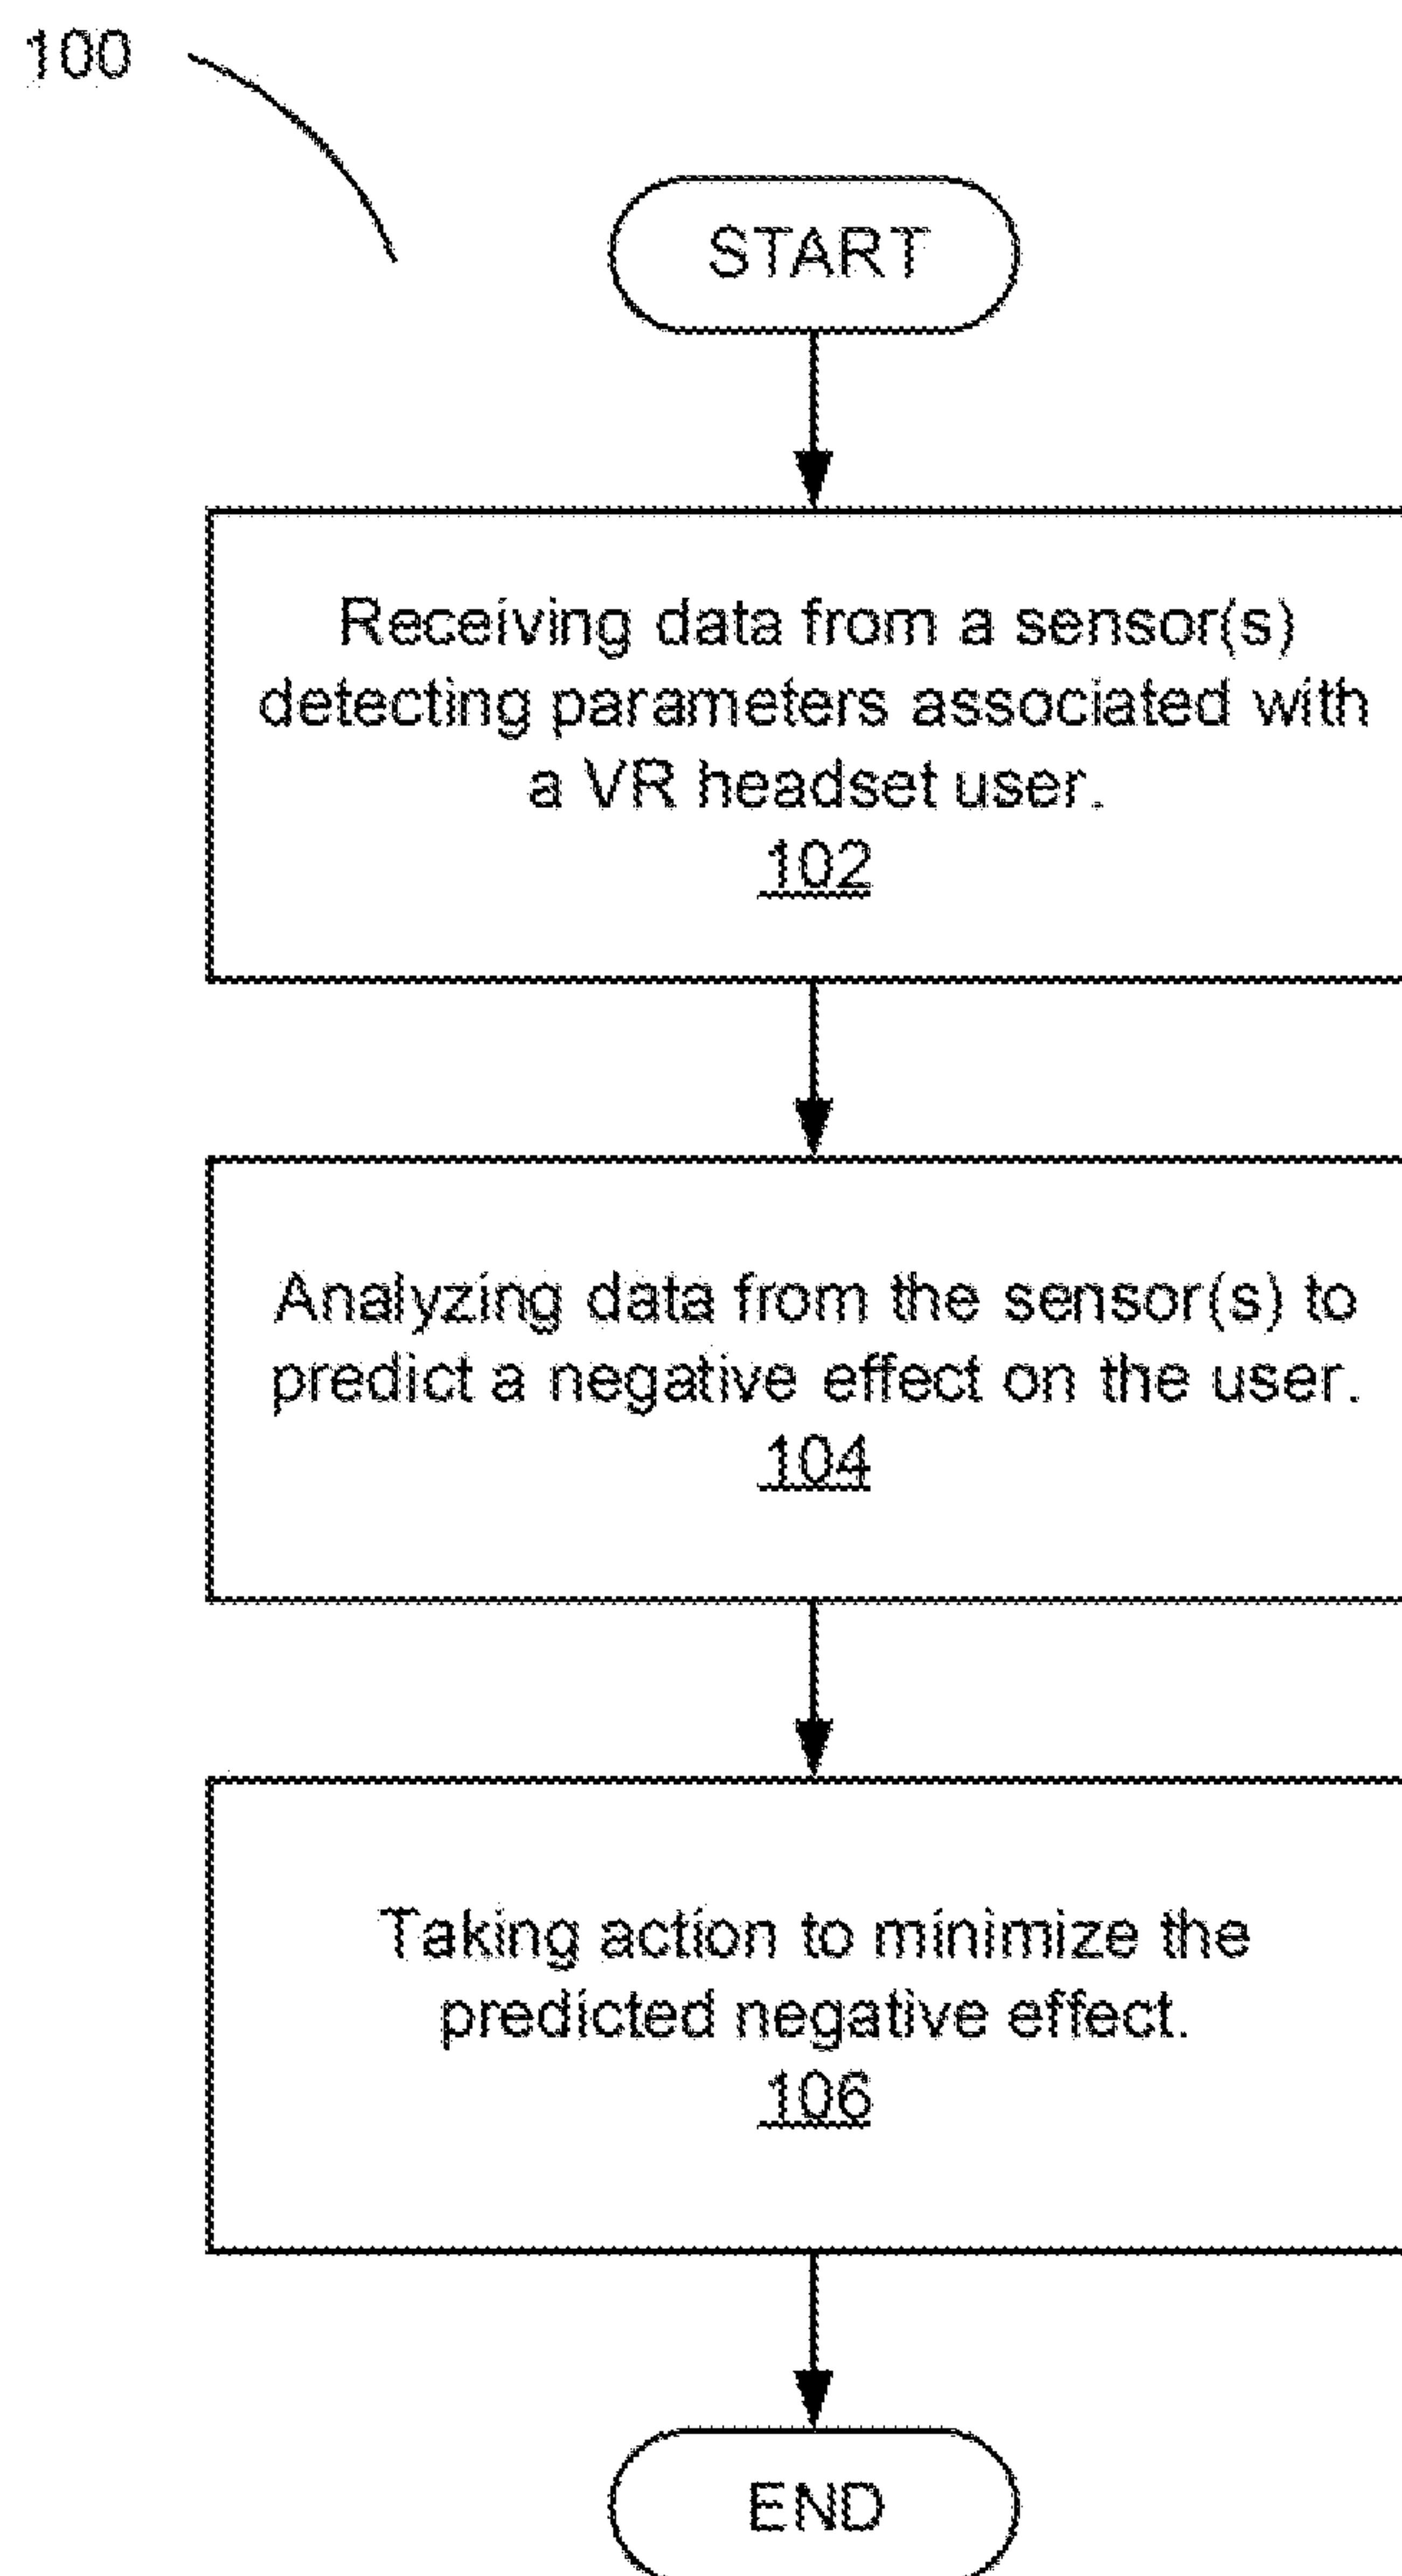 100
START
Receiving data from a sensor(s)
detecting parameters associated with
a VR headset user.
102
Analyzing data from the sensor(s) to
predict a negative effect on the user.
104
Taking action to minimize the
predicted negative effect.
106
END